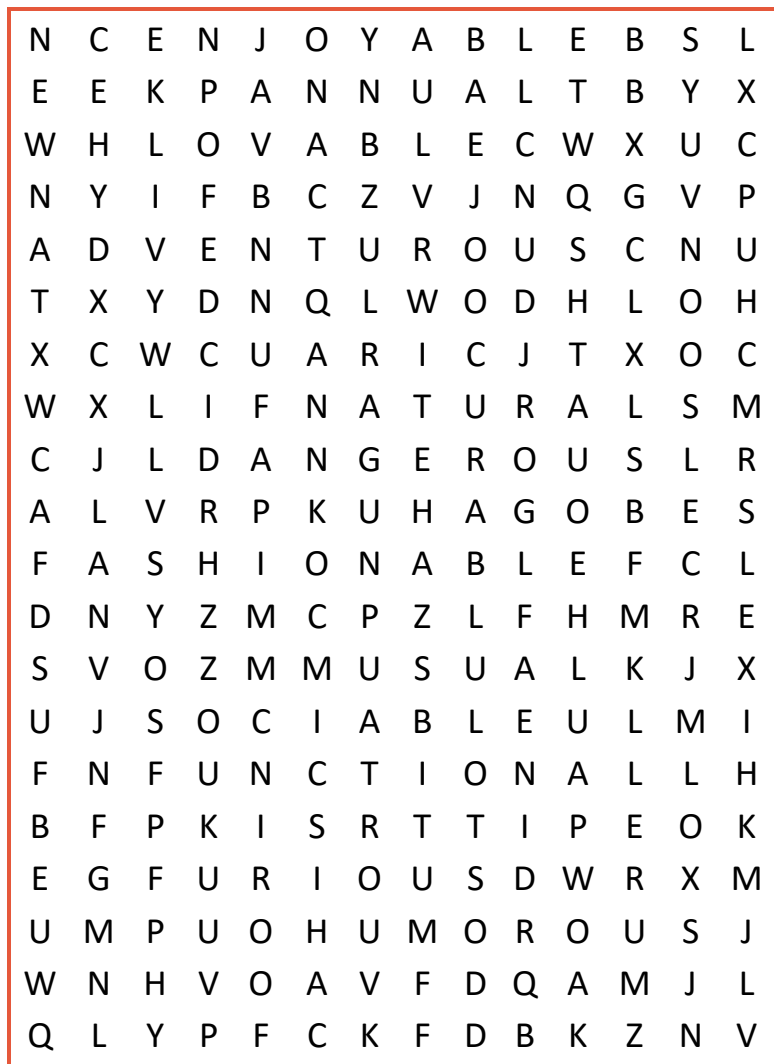 N C E N J O Y A B L E B S L
E E K P A N N U A L T B Y X
W H L O V A B L E C W X U C
N Y I F B C Z V J N Q G V P
A D V E N T U R O U S C N U
T X Y D N Q L W O D H L O H
X C W C U A R I C J T X O C
W X L I F N A T U R A L S M
C J L D A N G E R O U S L R
A L V R P K U H A G O B E S
F A S H I O N A B L E F C L
D N Y Z M C P Z L F H M R E
S V O Z M M U S U A L K J X
U J S O C I A B L E U L M I
F N F U N C T I O N A L L H
B F P K I S R T T I P E O K
E G F U R I O U S D W R X M
U M P U O H U M O R O U S J
W N H V O A V F D Q A M J L
Q L Y P F C K F D B K Z N V